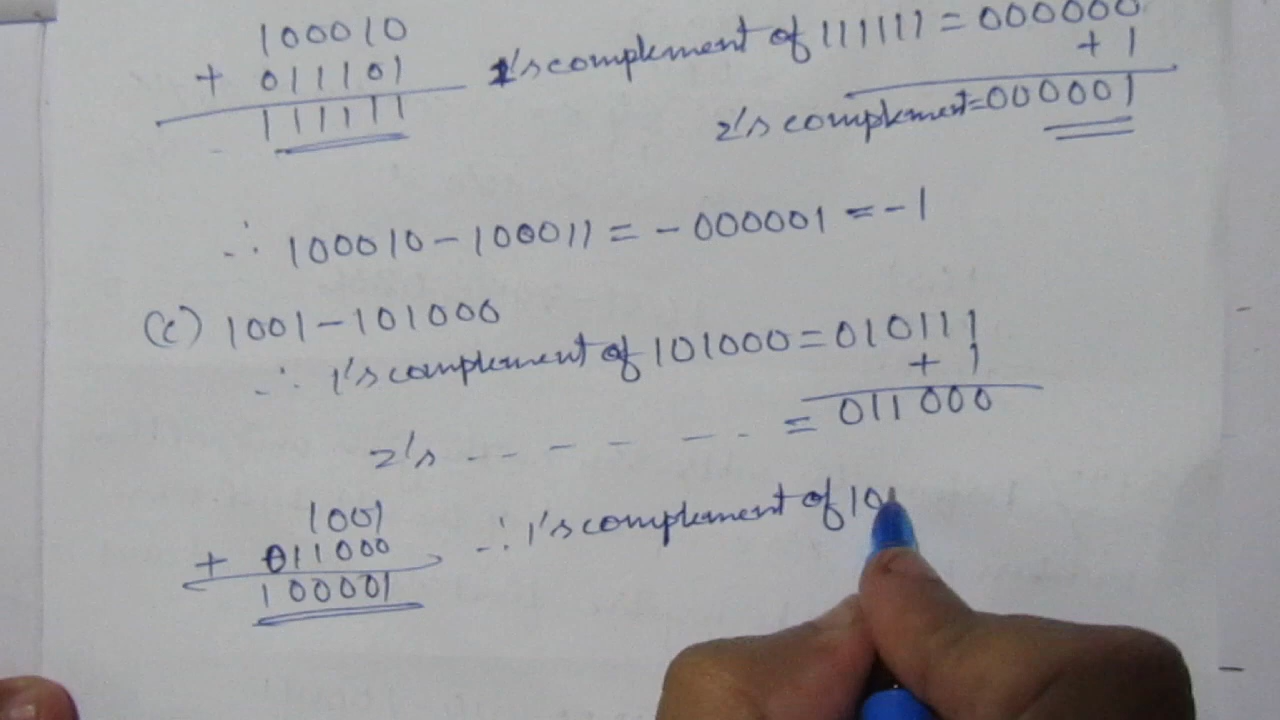 100010
+ 011101
111111
1's complement of 111111 = 000000
+ 1
2's complement = 000001
∴ 100010 - 100011 = - 000001 = - 1
(c) 1001 - 101000
∴ 1's complement of 101000 = 010111
+ 1
2's - - - - - - = 011000
1001
+ 011000
100001
∴ 1's complement of 10